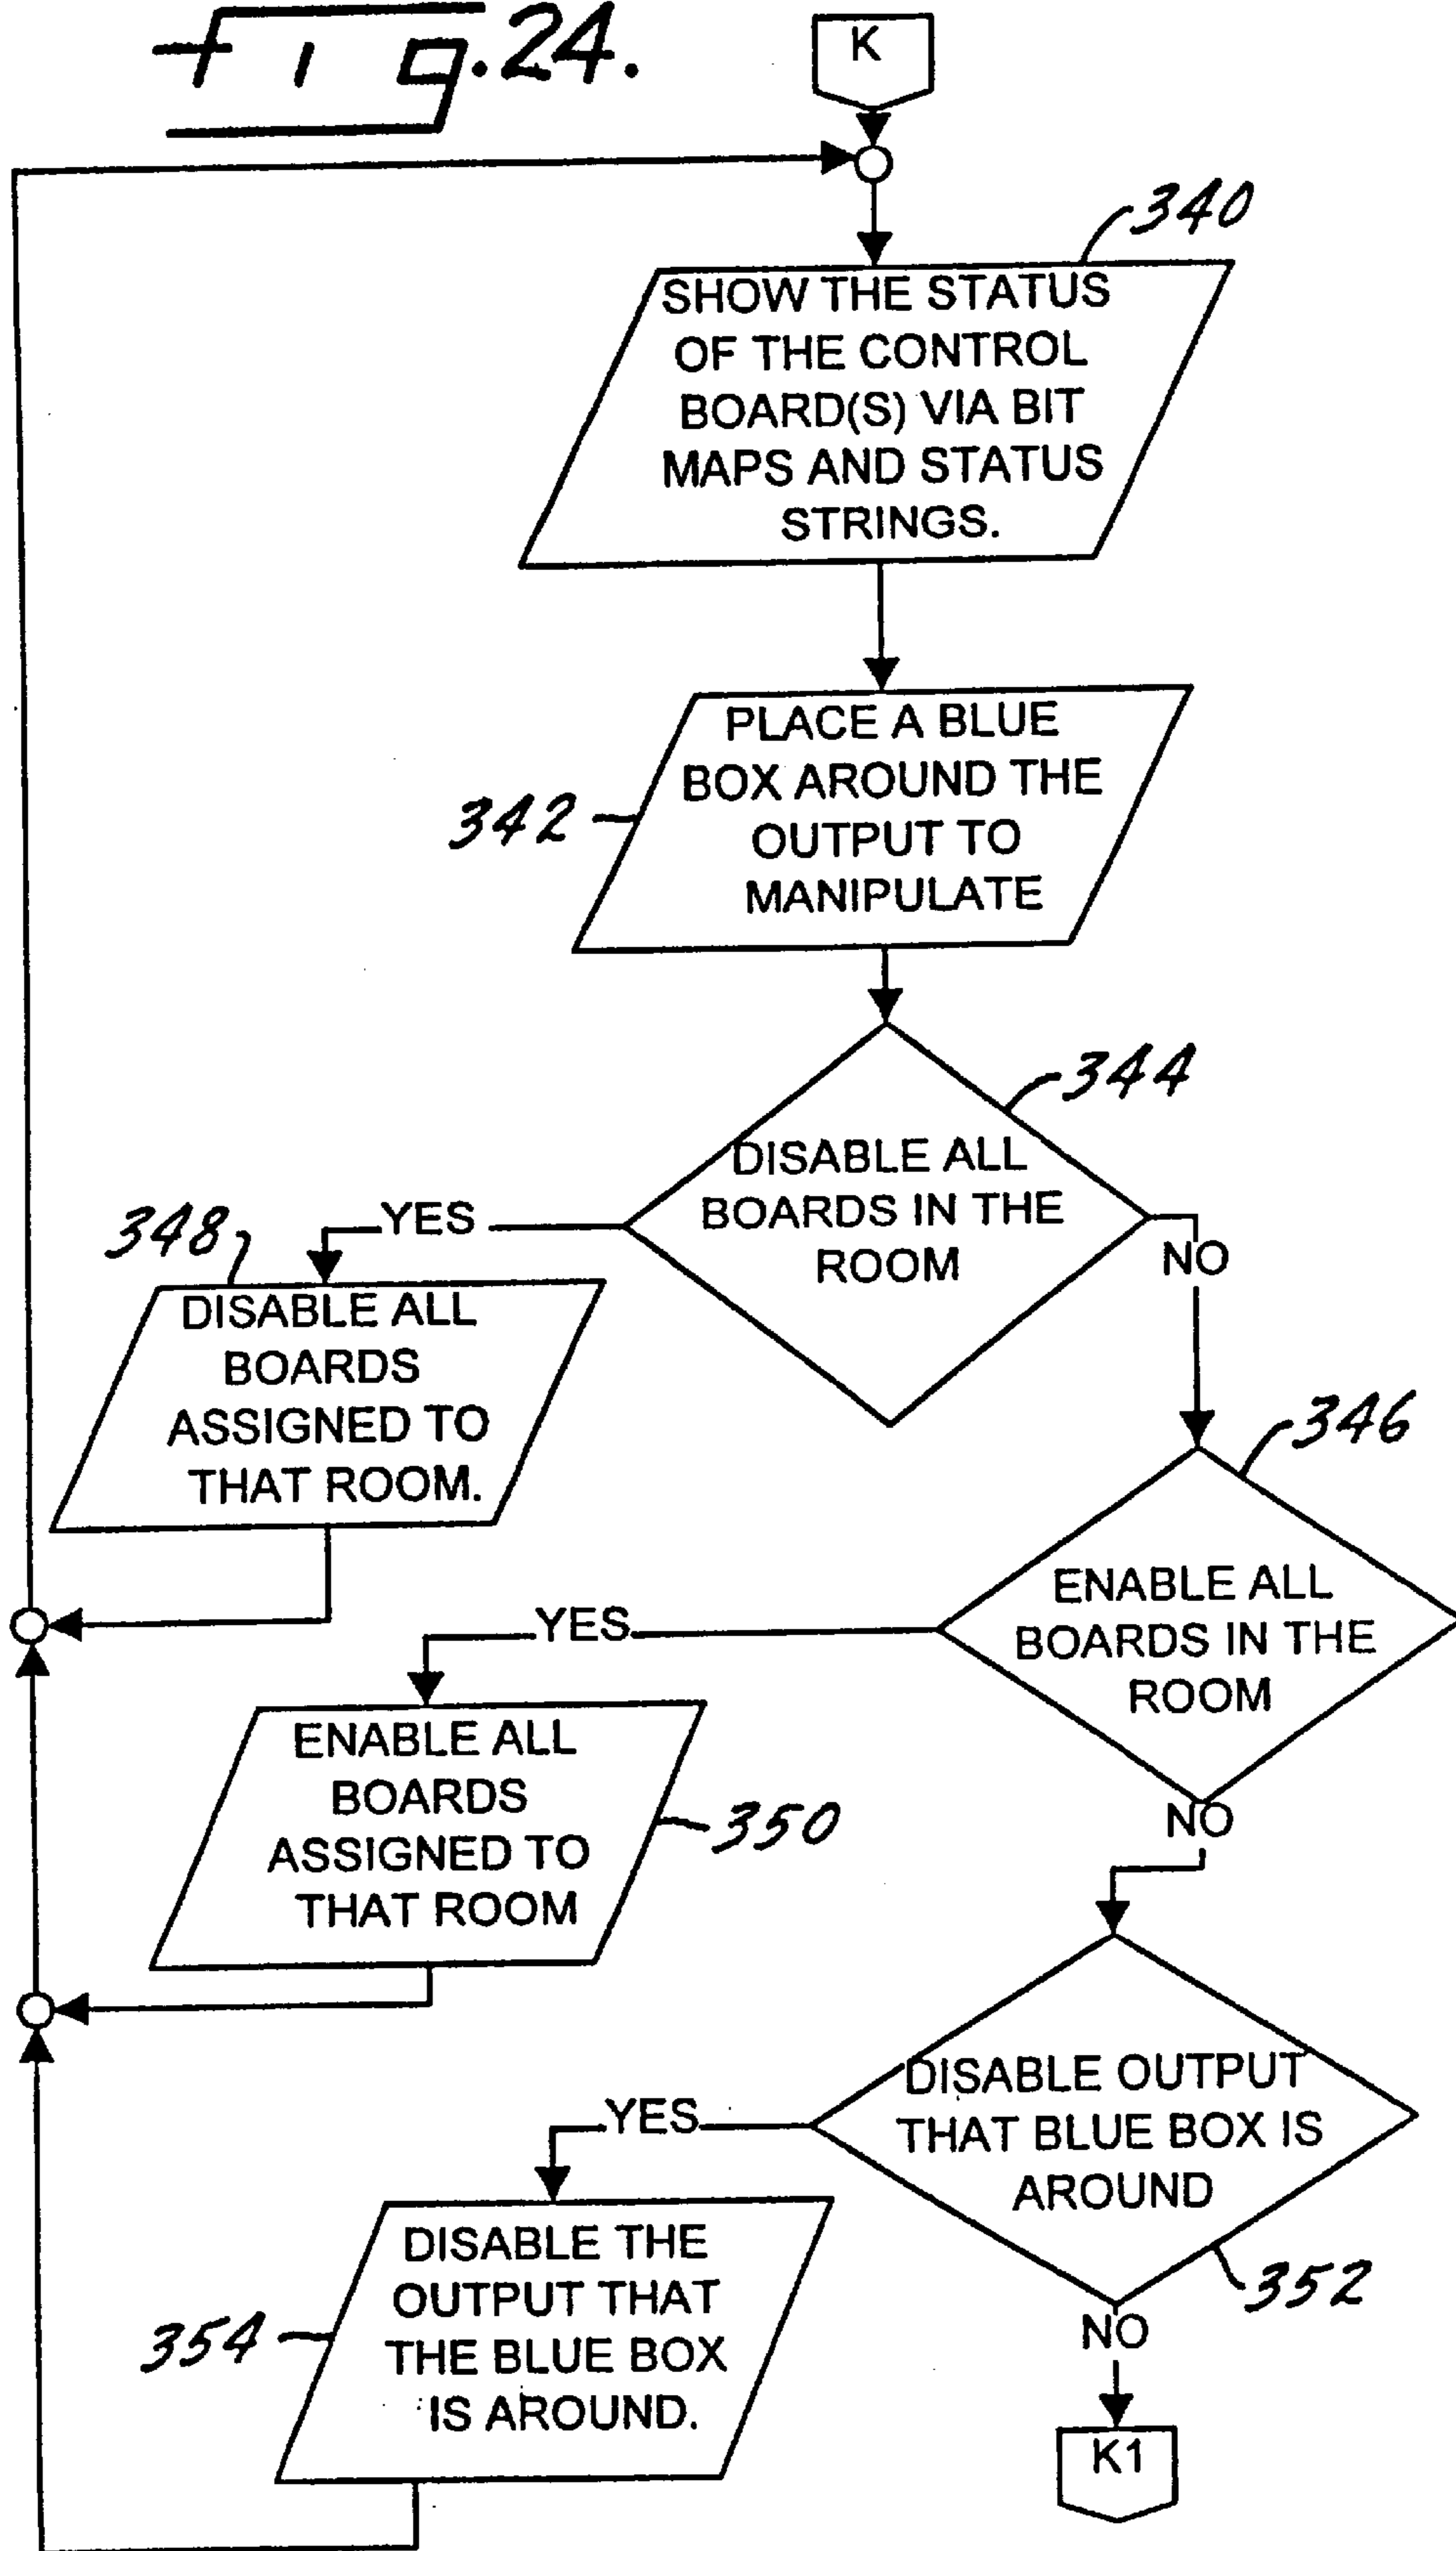 Fig. 24.
K
340
SHOW THE STATUS
OF THE CONTROL
BOARD(S) VIA BIT
MAPS AND STATUS
STRINGS.
342
PLACE A BLUE
BOX AROUND THE
OUTPUT TO
MANIPULATE
344
DISABLE ALL
BOARDS IN THE
ROOM
YES
NO
348
DISABLE ALL
BOARDS
ASSIGNED TO
THAT ROOM.
346
ENABLE ALL
BOARDS IN THE
ROOM
YES
NO
ENABLE ALL
BOARDS
ASSIGNED TO
THAT ROOM
350
DISABLE OUTPUT
THAT BLUE BOX IS
AROUND
352
YES
NO
354
DISABLE THE
OUTPUT THAT
THE BLUE BOX
IS AROUND.
K1